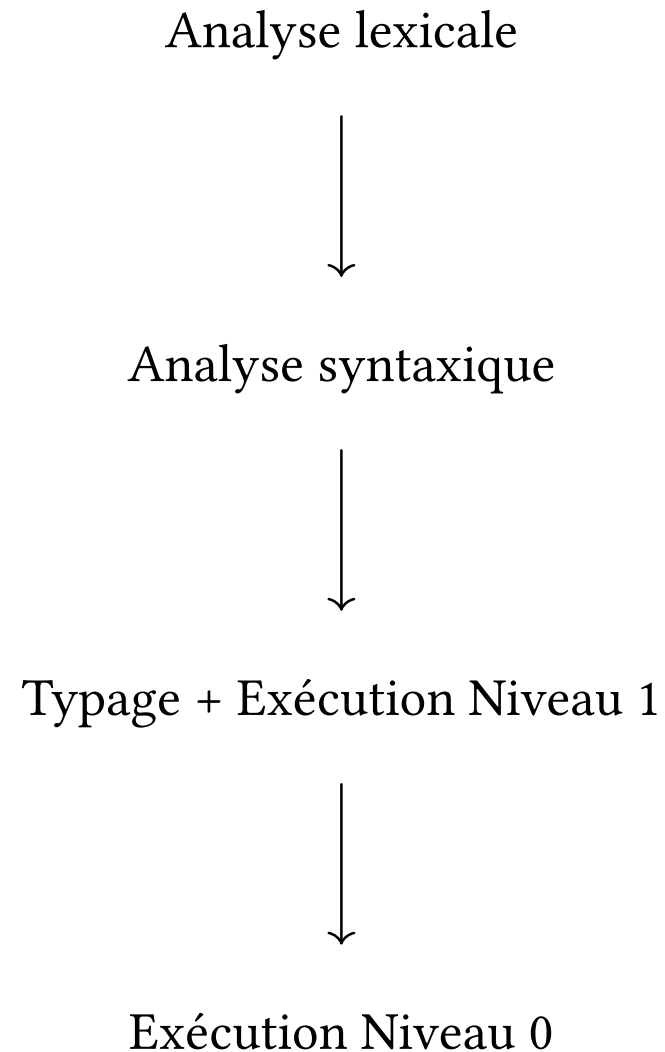 Analyse lexicale
Analyse syntaxique
Typage + Exécution Niveau 1
Exécution Niveau 0